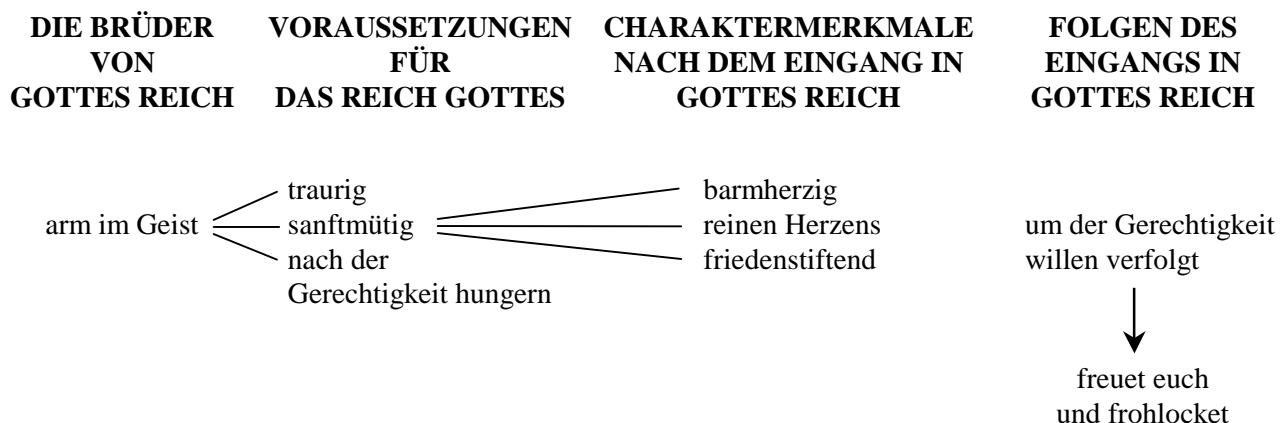 DIE BRÜDER
VON
GOTTES REICH
VORAUSSETZUNGEN
FÜR
DAS REICH GOTTES
CHARAKTERMERKMALE
NACH DEM EINGANG IN
GOTTES REICH
FOLGEN DES
EINGANGS IN
GOTTES REICH
arm im Geist
traurig
sanftmütig
nach der
Gerechtigkeit hungern
barmherzig
reinen Herzens
friedenstiftend
um der Gerechtigkeit
willen verfolgt
freuet euch
und frohlocket